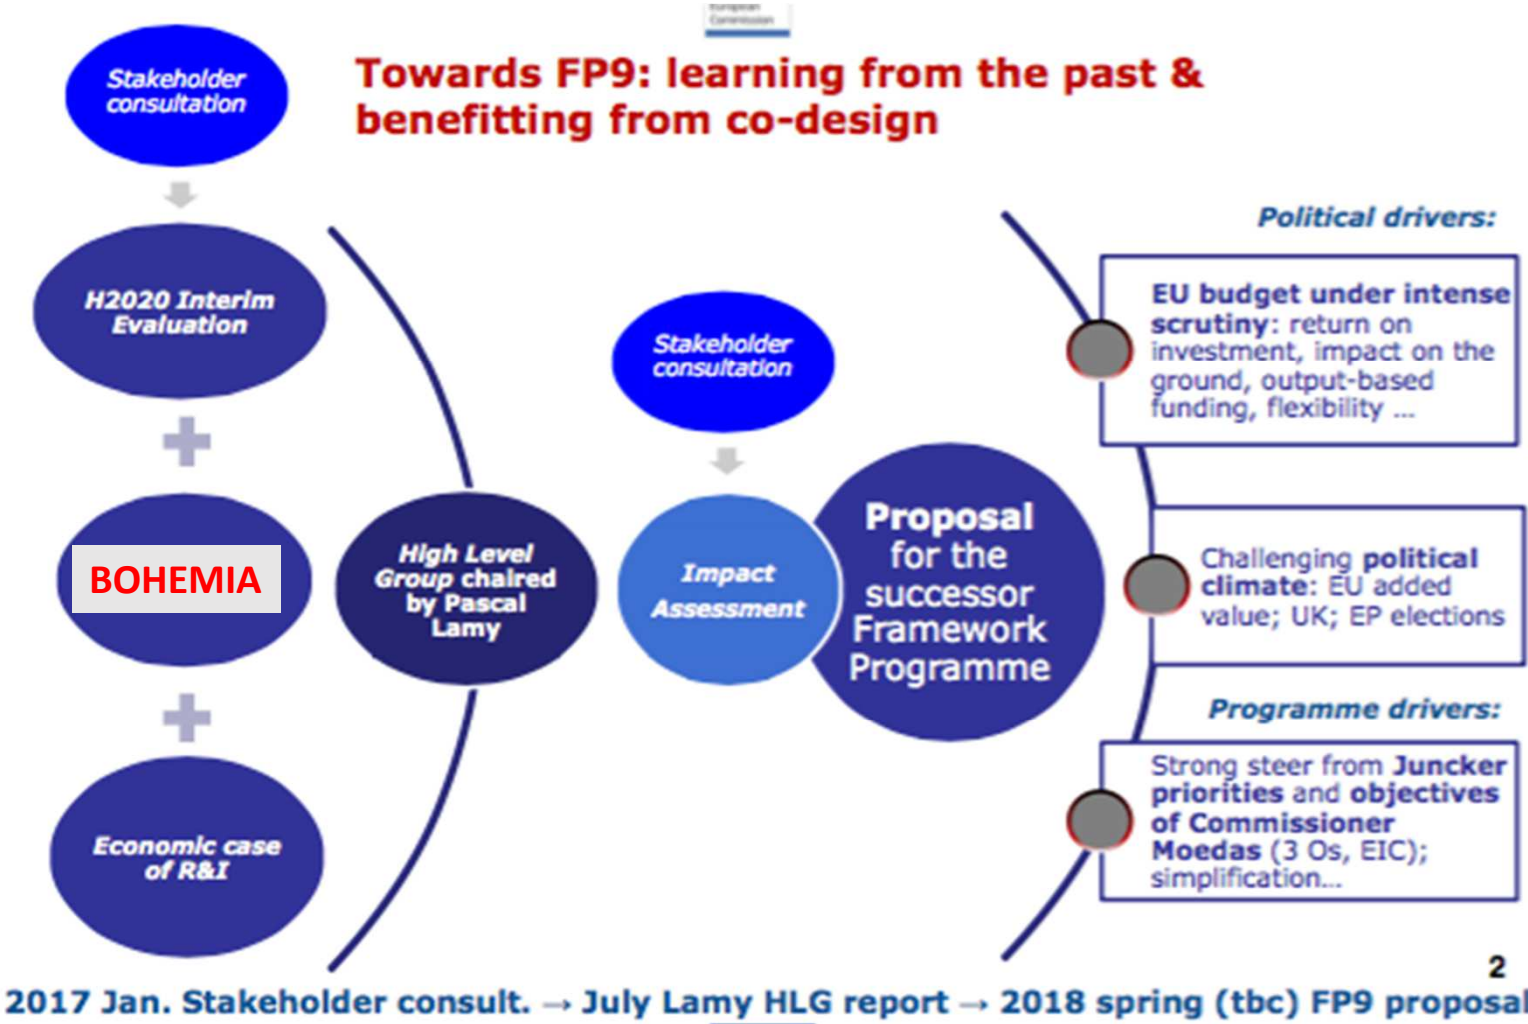 European
Commission
Towards FP9: learning from the past &
benefitting from co-design
Stakeholder
consultation
H2020 Interim
Evaluation
BOHEMIA
Economic case
of R&I
High Level
Group chaired
by Pascal
Lamy
Stakeholder
consultation
Impact
Assessment
Proposal
for the
successor
Framework
Programme
Political drivers:
EU budget under intense
scrutiny: return on
investment, impact on the
ground, output-based
funding, flexibility ...
Challenging political
climate: EU added
value; UK; EP elections
Programme drivers:
Strong steer from Juncker
priorities and objectives
of Commissioner
Moedas (3 Os, EIC);
simplification...
2
2017 Jan. Stakeholder consult. → July Lamy HLG report → 2018 spring (tbc) FP9 proposal